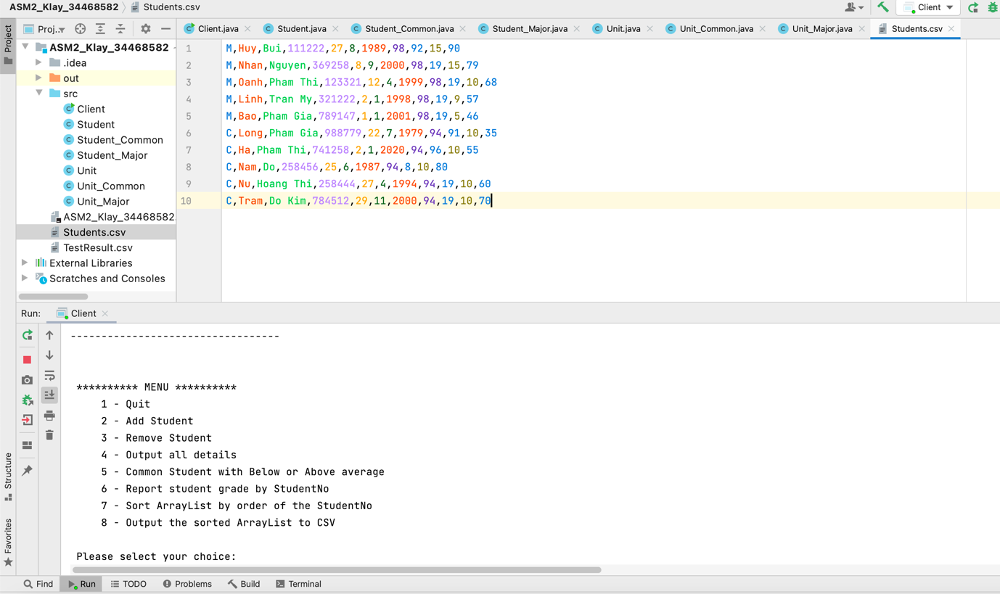 ASM2_Klay_34468582 Students.csv
Client
Project
Proj..
Client.java Student.java Student_Common.java Student_Major.java Unit.java Unit_Common.java Unit_Major.java Students.csv
ASM2_Klay_34468582
.idea
out
src
Client
Student
Student_Common
Student_Major
Unit
Unit_Common
Unit_Major
ASM2_Klay_34468582
Students.csv
TestResult.csv
External Libraries
Scratches and Consoles
1 M,Huy,Bui,111222,27,8,1989,98,92,15,90
2 M,Nhan,Nguyen,369258,8,9,2000,98,19,15,79
3 M,Oanh,Pham Thi,123321,12,4,1999,98,19,10,68
4 M,Linh,Tran My,321222,2,1,1998,98,19,9,57
5 M,Bao,Pham Gia,789147,1,1,2001,98,19,5,46
6 C,Long,Pham Gia,988779,22,7,1979,94,91,10,35
7 C,Ha,Pham Thi,741258,2,1,2020,94,96,10,55
8 C,Nam,Do,258456,25,6,1987,94,8,10,80
9 C,Nu,Hoang Thi,258444,27,4,1994,94,19,10,60
10 C,Tram,Do Kim,784512,29,11,2000,94,19,10,70
Run: Client
----------------------------------
********** MENU **********
1 - Quit
2 - Add Student
3 - Remove Student
4 - Output all details
5 - Common Student with Below or Above average
6 - Report student grade by StudentNo
7 - Sort ArrayList by order of the StudentNo
8 - Output the sorted ArrayList to CSV
Please select your choice:
Structure
Favorites
Find Run TODO Problems Build Terminal